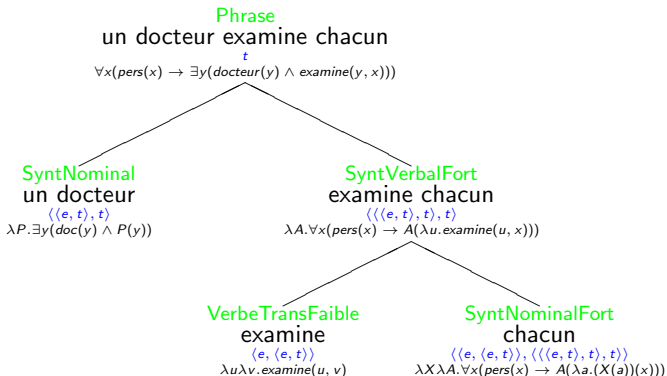 Phrase
un docteur examine chacun
t
∀x(pers(x) → ∃y(docteur(y) ∧ examine(y, x)))
SyntNominal
un docteur
⟨⟨e, t⟩, t⟩
λP.∃y(doc(y) ∧ P(y))
SyntVerbalFort
examine chacun
⟨⟨⟨e, t⟩, t⟩, t⟩
λA.∀x(pers(x) → A(λu.examine(u, x)))
VerbeTransFaible
examine
⟨e, ⟨e, t⟩⟩
λuλv.examine(u, v)
SyntNominalFort
chacun
⟨⟨e, ⟨e, t⟩⟩, ⟨⟨⟨e, t⟩, t⟩, t⟩⟩
λXλA.∀x(pers(x) → A(λa.(X(a))(x)))